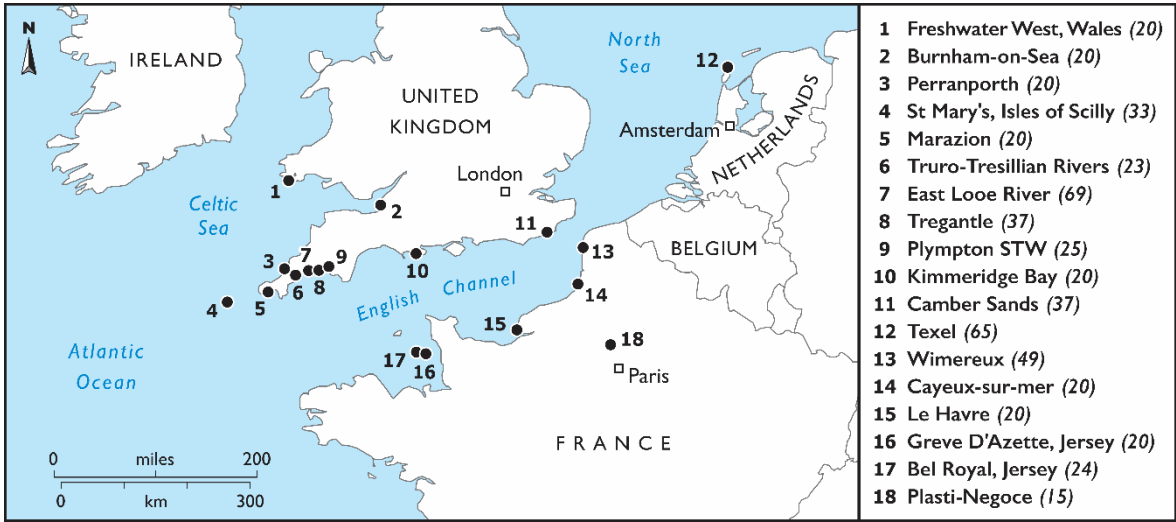 N
IRELAND
North
Sea
12
UNITED
KINGDOM
Amsterdam
NETHERLANDS
1
London
Celtic
Sea
2
11
13
BELGIUM
7
9
3
10
6
8
English Channel
14
4
5
15
18
Atlantic
Ocean
17
16
Paris
FRANCE
0 miles 200
0 km 300
1 Freshwater West, Wales (20)
2 Burnham-on-Sea (20)
3 Perranporth (20)
4 St Mary's, Isles of Scilly (33)
5 Marazion (20)
6 Truro-Tresillian Rivers (23)
7 East Looe River (69)
8 Tregantle (37)
9 Plympton STW (25)
10 Kimmeridge Bay (20)
11 Camber Sands (37)
12 Texel (65)
13 Wimereux (49)
14 Cayeux-sur-mer (20)
15 Le Havre (20)
16 Greve D'Azette, Jersey (20)
17 Bel Royal, Jersey (24)
18 Plasti-Negoce (15)